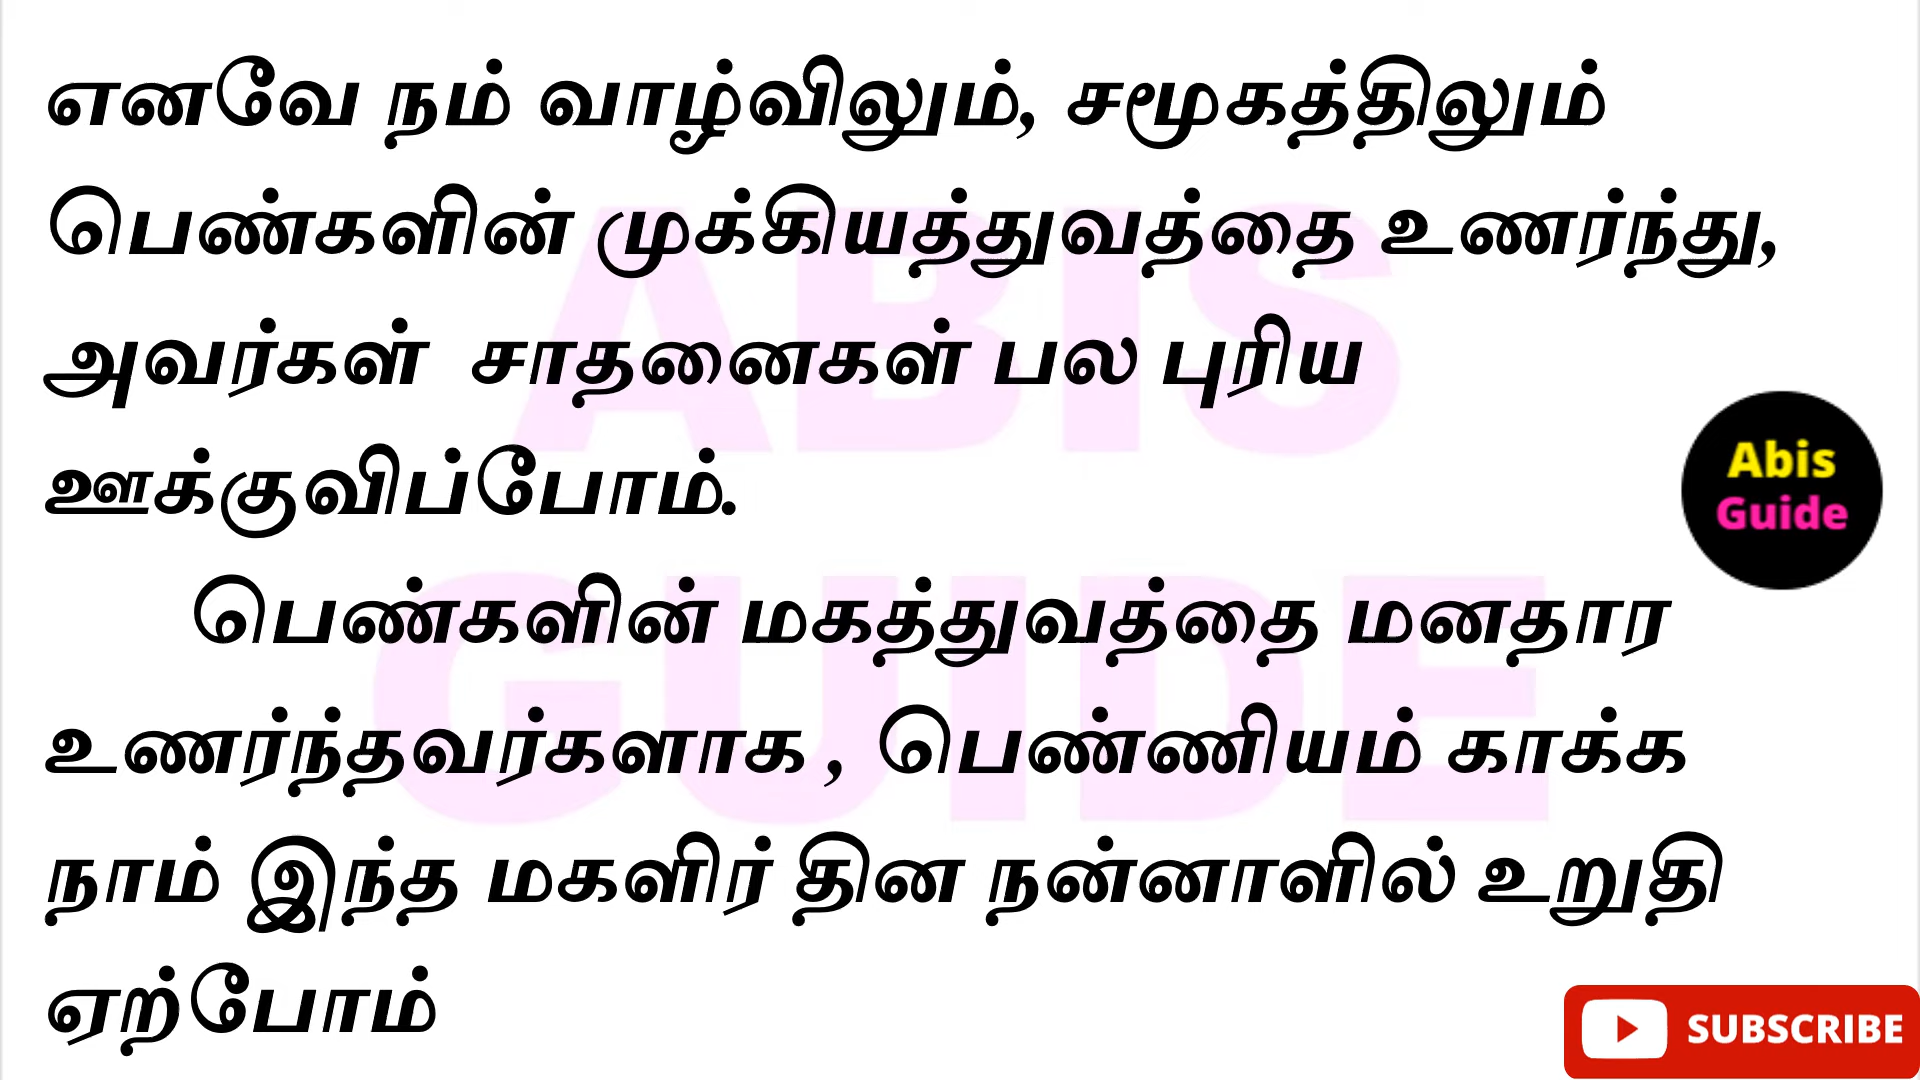 எனவே நம் வாழ்விலும், சமூகத்திலும்
பெண்களின் முக்கியத்துவத்தை உணர்ந்து,
அவர்கள் சாதனைகள் பல புரிய
ஊக்குவிப்போம்.
பெண்களின் மகத்துவத்தை மனதார
உணர்ந்தவர்களாக , பெண்ணியம் காக்க
நாம் இந்த மகளிர் தின நன்னாளில் உறுதி
ஏற்போம்
ABIS
GUIDE
Abis
Guide
SUBSCRIBE